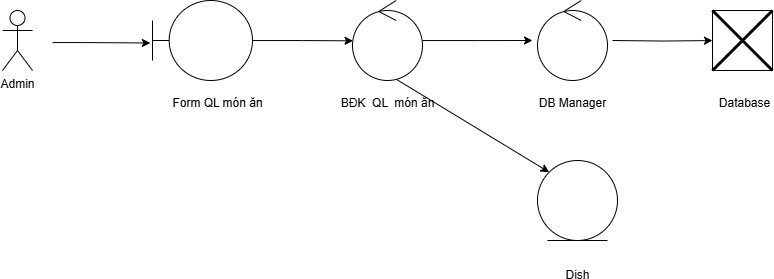 Admin
Form QL món ăn
BĐK QL món ăn
DB Manager
Database
Dish